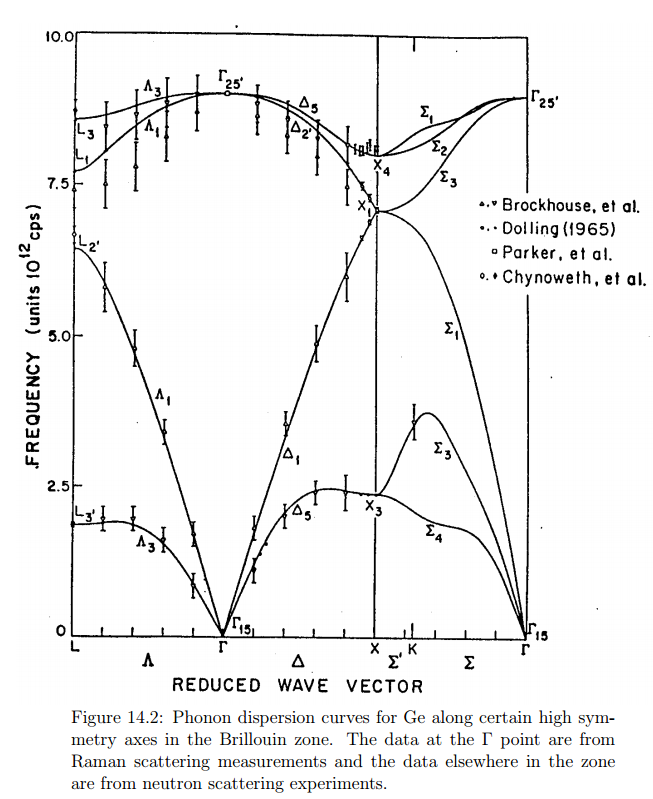 10.0
7.5
5.0
2.5
0
FREQUENCY (units 10¹² cps)
L₃
L₁
L₂'
L₃'
Λ₃
Λ₁
Γ₂₅'
Δ₅
Δ₂'
X₄
X₁
Σ₁
Σ₂
Σ₃
Γ₂₅'
Λ₁
Δ₁
Σ₁
Λ₃
Δ₅
X₃
Σ₃
Σ₄
Γ₁₅
Γ₁₅
Brockhouse, et al.
Dolling (1965)
Parker, et al.
Chynoweth, et al.
L Λ Γ Δ X Σ' K Σ Γ
REDUCED WAVE VECTOR
Figure 14.2: Phonon dispersion curves for Ge along certain high sym-
metry axes in the Brillouin zone. The data at the Γ point are from
Raman scattering measurements and the data elsewhere in the zone
are from neutron scattering experiments.